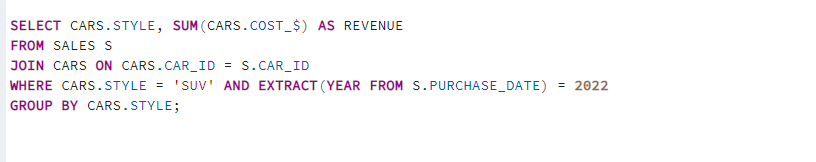 SELECT CARS.STYLE, SUM(CARS.COST_$) AS REVENUE
FROM SALES S
JOIN CARS ON CARS.CAR_ID = S.CAR_ID
WHERE CARS.STYLE = 'SUV' AND EXTRACT(YEAR FROM S.PURCHASE_DATE) = 2022
GROUP BY CARS.STYLE;